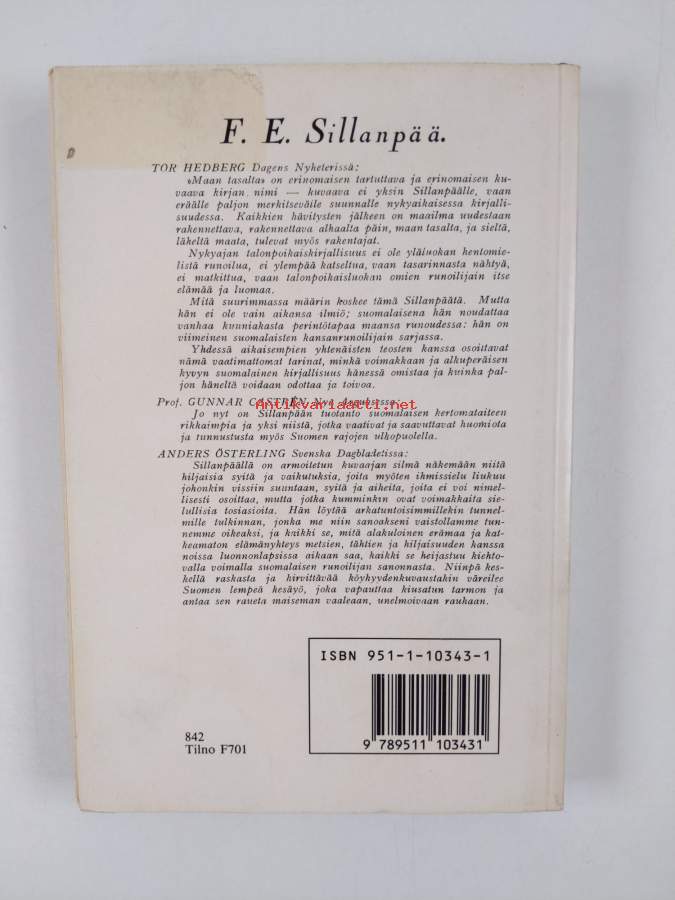 F. E. Sillanpää.
TOR HEDBERG Dagens Nyheterissä:
»Maan tasalta» on erinomaisen tartuttava ja erinomaisen ku-
vaava kirjan nimi — kuvaava ei yksin Sillanpäälle, vaan
eräälle paljon merkitsevälle suunnalle nykyaikaisessa kirjalli-
suudessa. Kaikkien hävitysten jälkeen on maailma uudestaan
rakennettava, rakennettava alhaalta päin, maan tasalta, ja sieltä,
läheltä maata, tulevat myös rakentajat.
Nykyajan talonpoikaiskirjallisuus ei ole yläluokan hentomie-
listä runoilua, ei ylempää katseltua, vaan tasarinnasta nähtyä,
ei matkittua, vaan talonpoikaisluokan omien runoilijain itse
elämää ja luomaa.
Mitä suurimmassa määrin koskee tämä Sillanpäätä. Mutta
hän ei ole vain aikansa ilmiö; suomalaisena hän noudattaa
vanhaa kunniakasta perintötapaa maansa runoudessa: hän on
viimeinen suomalaisten kansanrunoilijain sarjassa.
Yhdessä aikaisempien yhtenäisten teosten kanssa osoittavat
nämä vaatimattomat tarinat, minkä voimakkaan ja alkuperäisen
kyvyn suomalainen kirjallisuus hänessä omistaa ja kuinka pal-
jon häneltä voidaan odottaa ja toivoa.
Antikvariaatti.net
Prof. GUNNAR CASTRÉN Nya Arguksessa:
Jo nyt on Sillanpään tuotanto suomalaisen kertomataiteen
rikkaimpia ja yksi niistä, jotka vaativat ja saavuttavat huomiota
ja tunnustusta myös Suomen rajojen ulkopuolella.
ANDERS ÖSTERLING Svenska Dagbladetissa:
Sillanpäällä on armoitetun kuvaajan silmä näkemään niitä
hiljaisia syitä ja vaikutuksia, joita myöten ihmissielu liukuu
johonkin vissiin suuntaan, syitä ja aiheita, joita ei voi nimel-
lisesti osoittaa, mutta jotka kumminkin ovat voimakkaita sie-
lullisia tosiasioita. Hän löytää arkatuntoisimmillekin tunnel-
mille tulkinnan, jonka me niin sanoaksemi vaistollamme tun-
nemme oikeaksi, ja kaikki se, mitä alakuloinen erämaa ja kat-
keamaton elämänyhteys metsien, tähtien ja hiljaisuuden kanssa
noissa luonnonlapsissa aikaan saa, kaikki se heijastuu kiehto-
valla voimalla suomalaisen runoilijan sanonnasta. Niinpä kes-
kellä raskasta ja kirvittävää köyhyydenkuvaustakin väreilee
Suomen lempeä kesäyö, joka vapauttaa kiusatun tarmon ja
antaa sen raueta maiseman vaaleaan, unelmoivaan rauhaan.
ISBN 951-1-10343-1
9 789511 103431
842
Tilno F701